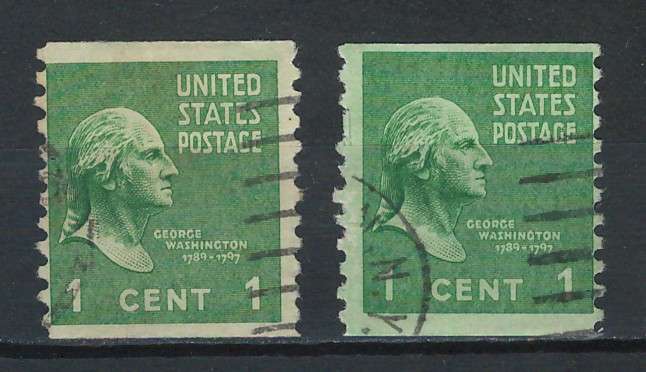 UNITED
STATES
POSTAGE
GEORGE
WASHINGTON
1789-1797
1 CENT 1
UNITED
STATES
POSTAGE
GEORGE
WASHINGTON
1789-1797
1 CENT 1